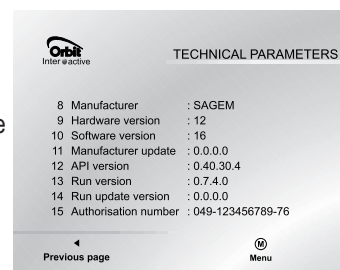 Orbit
Inter active
TECHNICAL PARAMETERS
e
8 Manufacturer : SAGEM
9 Hardware version : 12
10 Software version : 16
11 Manufacturer update : 0.0.0.0
12 API version : 0.40.30.4
13 Run version : 0.7.4.0
14 Run update version : 0.0.0.0
15 Authorisation number : 049-123456789-76
M
Previous page Menu